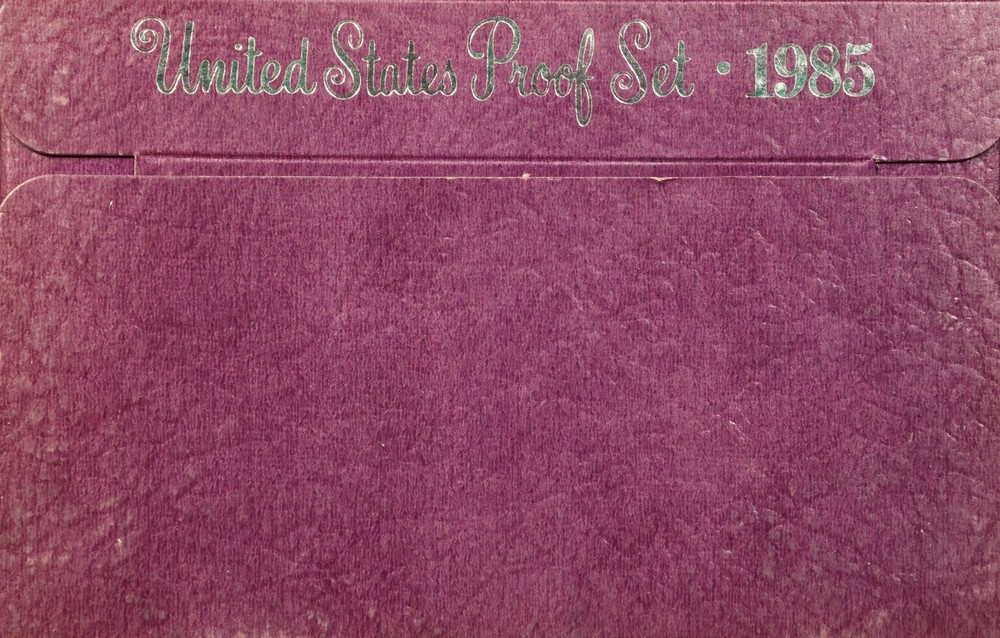 United States Proof Set • 1985